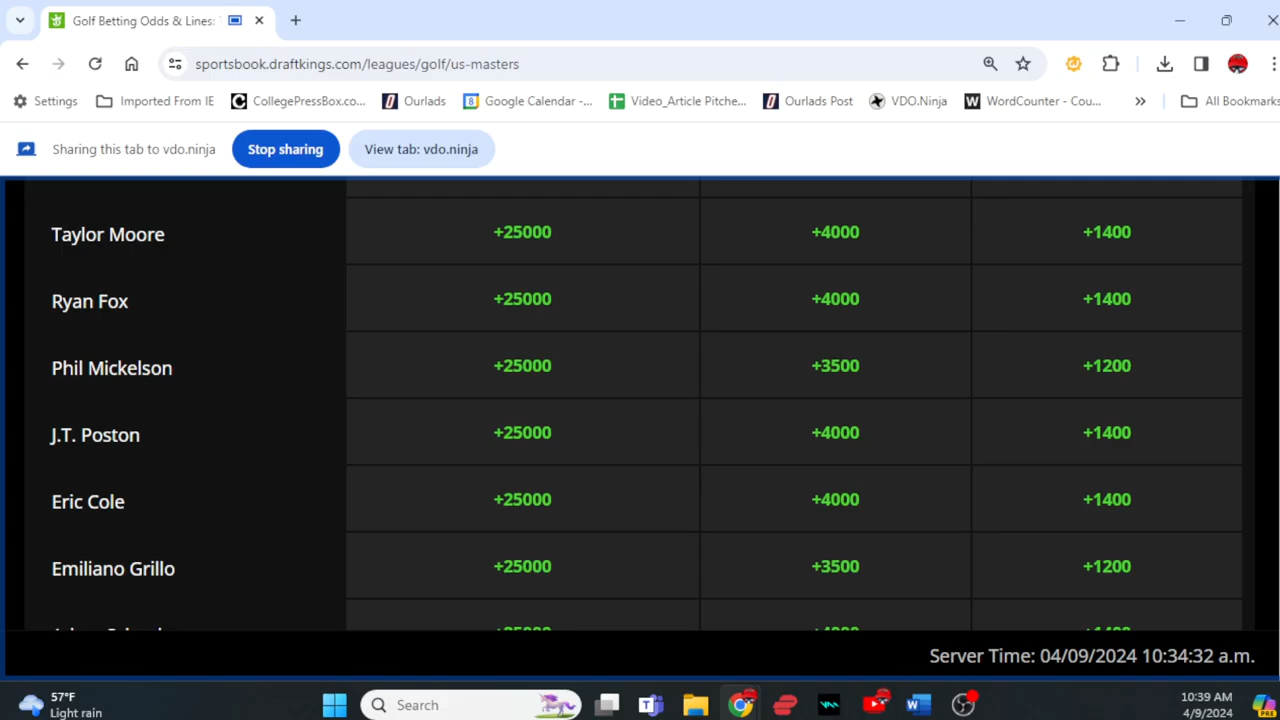 Golf Betting Odds & Lines:
sportsbook.draftkings.com/leagues/golf/us-masters
Settings
Imported From IE
CollegePressBox.co...
Ourlads
Google Calendar -...
Video_Article Pitche...
Ourlads Post
VDO.Ninja
WordCounter - Cou...
All Bookmarks
Sharing this tab to vdo.ninja
Stop sharing
View tab: vdo.ninja
Taylor Moore +25000 +4000 +1400
Ryan Fox +25000 +4000 +1400
Phil Mickelson +25000 +3500 +1200
J.T. Poston +25000 +4000 +1400
Eric Cole +25000 +4000 +1400
Emiliano Grillo +25000 +3500 +1200
Server Time: 04/09/2024 10:34:32 a.m.
57°F
Light rain
Search
10:39 AM
4/9/2024
PRE